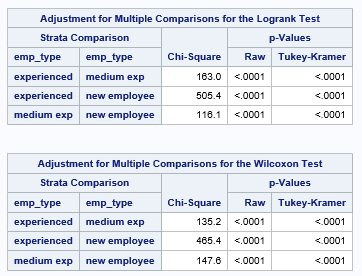 Adjustment for Multiple Comparisons for the Logrank Test
Strata Comparison p-Values
emp_type emp_type Chi-Square Raw Tukey-Kramer
experienced medium exp 163.0 <.0001 <.0001
experienced new employee 505.4 <.0001 <.0001
medium exp new employee 116.1 <.0001 <.0001
Adjustment for Multiple Comparisons for the Wilcoxon Test
Strata Comparison p-Values
emp_type emp_type Chi-Square Raw Tukey-Kramer
experienced medium exp 135.2 <.0001 <.0001
experienced new employee 465.4 <.0001 <.0001
medium exp new employee 147.6 <.0001 <.0001